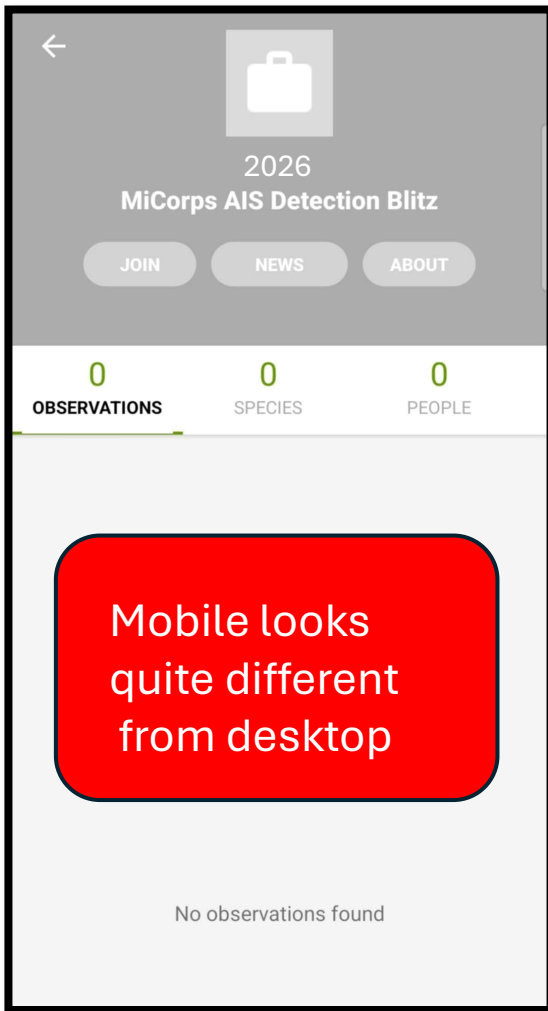 2026
MiCorps AIS Detection Blitz
JOIN NEWS ABOUT
0 0 0
OBSERVATIONS SPECIES PEOPLE
Mobile looks
quite different
from desktop
No observations found